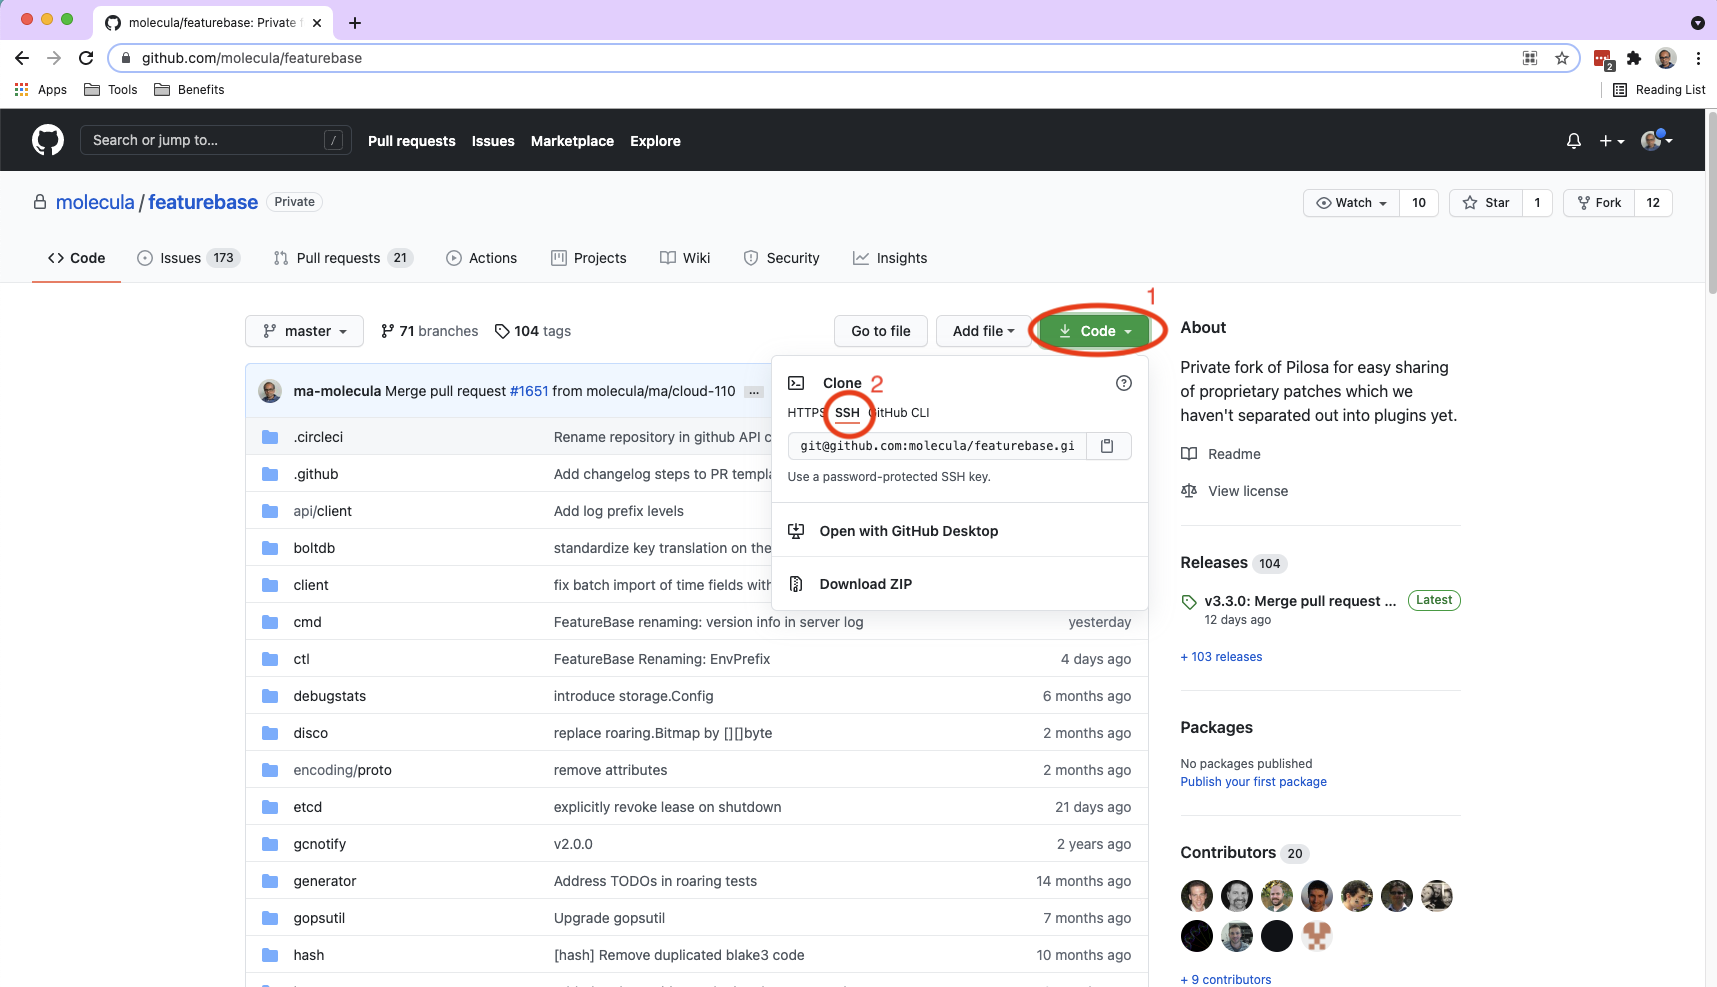 molecula/featurebase: Private f
github.com/molecula/featurebase
2
Apps Tools Benefits Reading List
Search or jump to... / Pull requests Issues Marketplace Explore
molecula / featurebase Private Watch 10 Star 1 Fork 12
Code Issues 173 Pull requests 21 Actions Projects Wiki Security Insights
1
master 71 branches 104 tags Go to file Add file Code
ma-molecula Merge pull request #1651 from molecula/ma/cloud-110 ...
.circleci Rename repository in github API c
.github Add changelog steps to PR templa
api/client Add log prefix levels
boltdb standardize key translation on the
client fix batch import of time fields with
cmd FeatureBase renaming: version info in server log yesterday
ctl FeatureBase Renaming: EnvPrefix 4 days ago
debugstats introduce storage.Config 6 months ago
disco replace roaring.Bitmap by [][]byte 2 months ago
encoding/proto remove attributes 2 months ago
etcd explicitly revoke lease on shutdown 21 days ago
gcnotify v2.0.0 2 years ago
generator Address TODOs in roaring tests 14 months ago
gopsutil Upgrade gopsutil 7 months ago
hash [hash] Remove duplicated blake3 code 10 months ago
Clone 2
HTTPS SSH GitHub CLI
git@github.com:molecula/featurebase.gi
Use a password-protected SSH key.
Open with GitHub Desktop
Download ZIP
About
Private fork of Pilosa for easy sharing
of proprietary patches which we
haven't separated out into plugins yet.
Readme
View license
Releases 104
v3.3.0: Merge pull request ... Latest
12 days ago
+ 103 releases
Packages
No packages published
Publish your first package
Contributors 20
+ 9 contributors